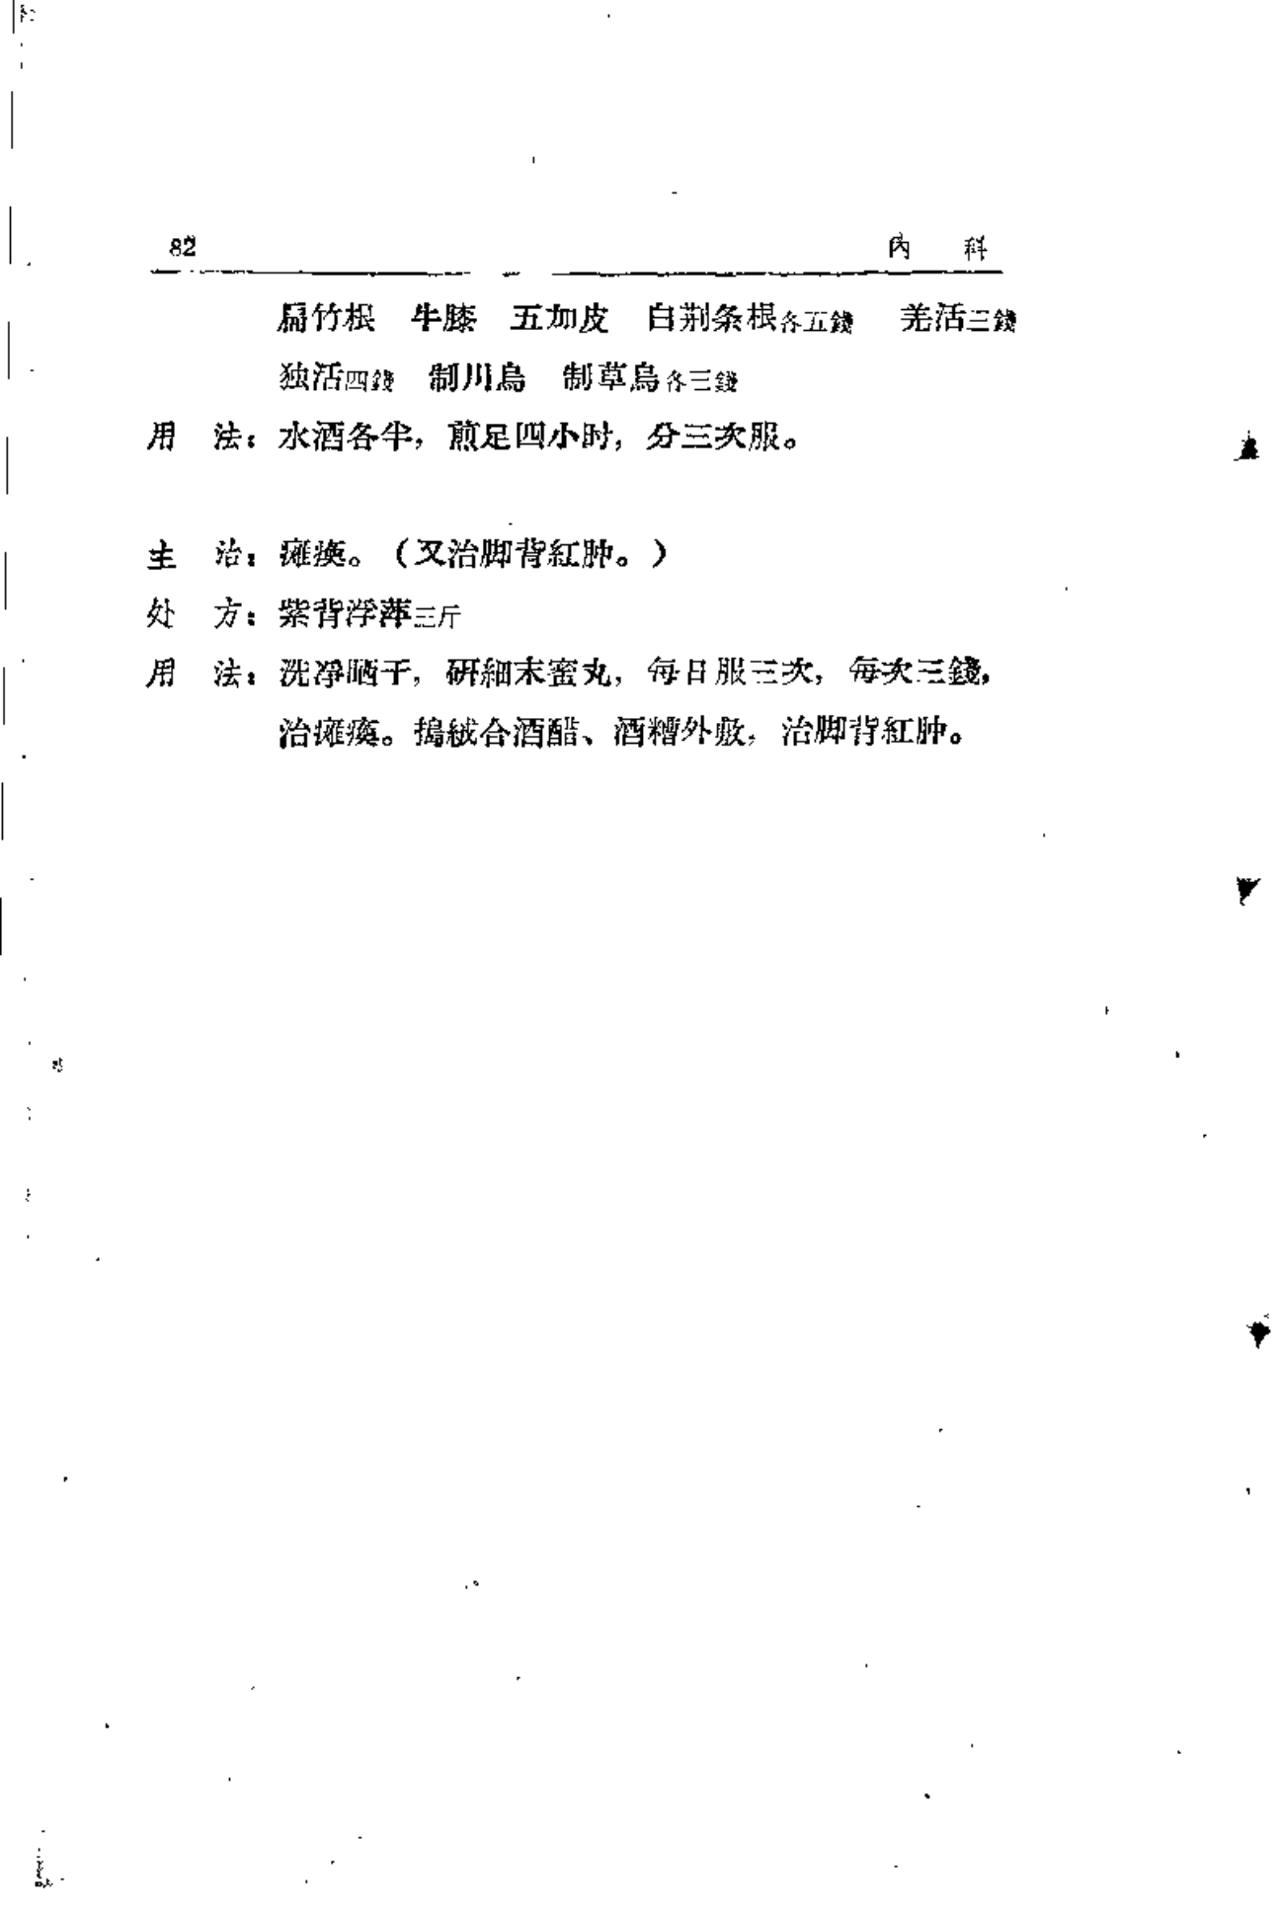 82 内 科
扁竹根 牛膝 五加皮 白荆条根各五錢 羌活三錢
独活四錢 制川烏 制草烏各三錢
用 法：水酒各半，煎足四小时，分三次服。
主 治：瘫痪。（又治脚背紅肿。）
处 方：紫背浮萍三斤
用 法：洗净晒干，研細末蜜丸，每日服三次，每次三錢，
治瘫痪。搗絨合酒醋、酒糟外敷，治脚背紅肿。